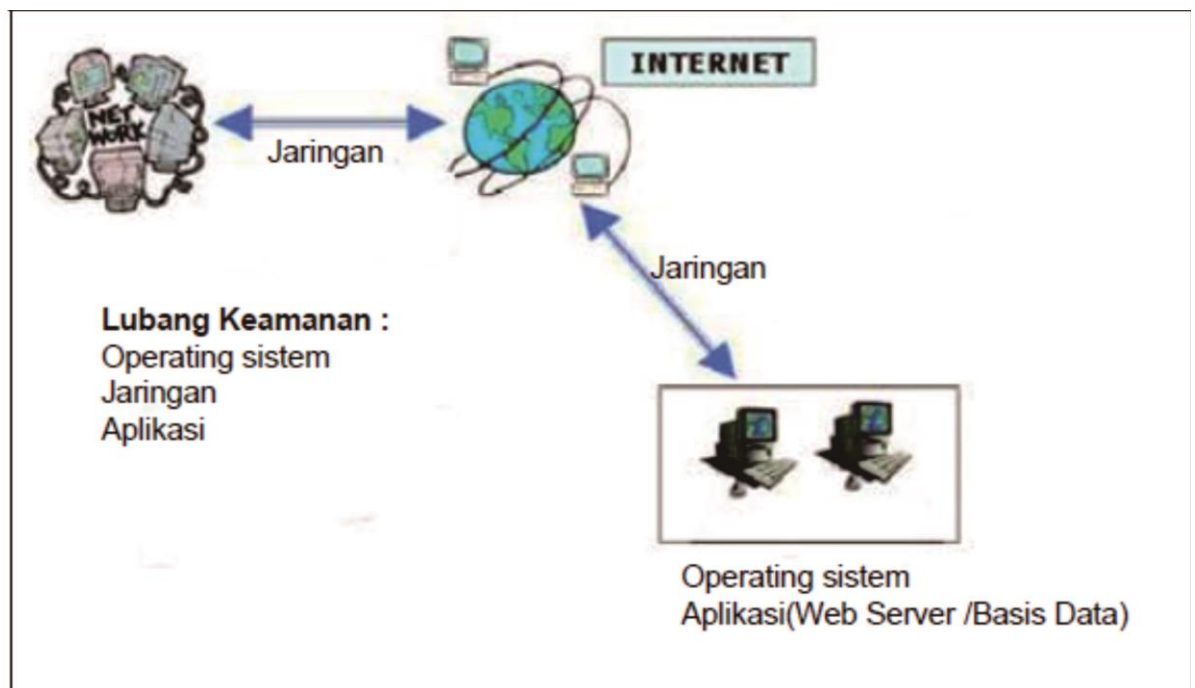 INTERNET
NET
WORK
Jaringan
Jaringan
Lubang Keamanan :
Operating sistem
Jaringan
Aplikasi
Operating sistem
Aplikasi(Web Server /Basis Data)